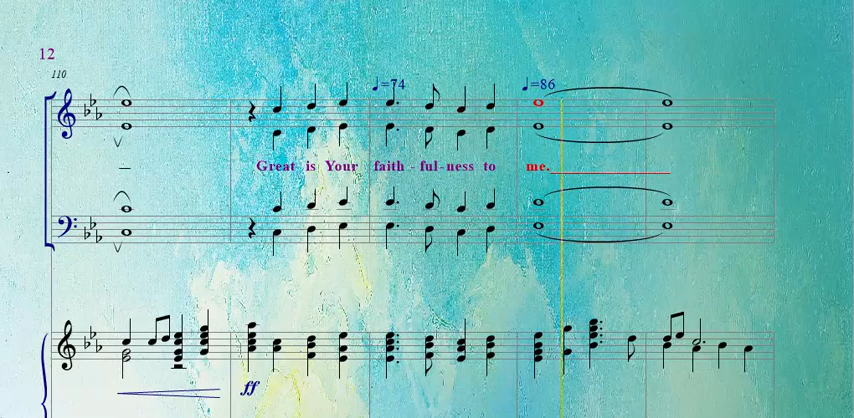 12
110
♩=74 ♩=86
Great is Your faith - ful - ness to me.
ff